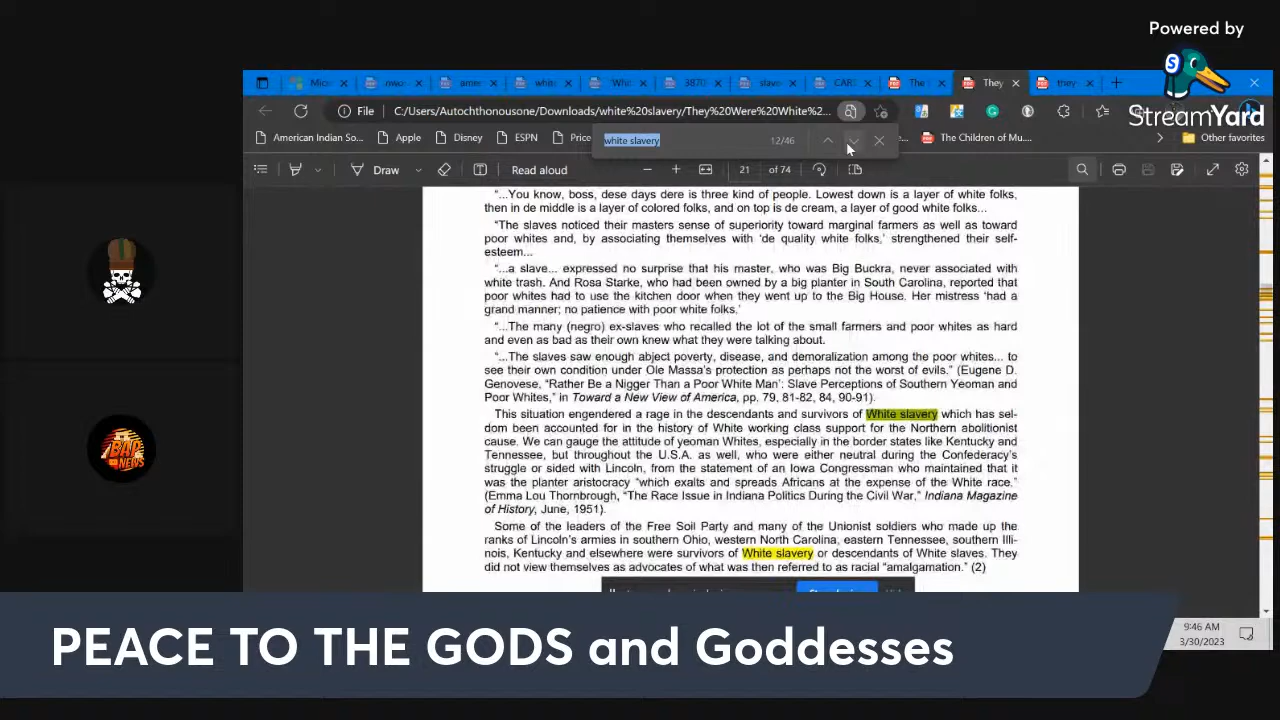 Powered by
S
StreamYard
Micro
nwo
ames
white
Whi
3870
slave
CAR
The
They
they
File
C:/Users/Autochthonousone/Downloads/white%20slavery/They%20Were%20White%2...
American Indian So...
Apple
Disney
ESPN
Price
The Children of Mu...
Other favorites
white slavery
12/46
Draw
Read aloud
21
of 74
“...You know, boss, dese days dere is three kind of people. Lowest down is a layer of white folks,
then in de middle is a layer of colored folks, and on top is de cream, a layer of good white folks...
“The slaves noticed their masters sense of superiority toward marginal farmers as well as toward
poor whites and, by associating themselves with ‘de quality white folks,’ strengthened their self-
esteem...
“...a slave... expressed no surprise that his master, who was Big Buckra, never associated with
white trash. And Rosa Starke, who had been owned by a big planter in South Carolina, reported that
poor whites had to use the kitchen door when they went up to the Big House. Her mistress ‘had a
grand manner; no patience with poor white folks.’
“...The many (negro) ex-slaves who recalled the lot of the small farmers and poor whites as hard
and even as bad as their own knew what they were talking about.
“...The slaves saw enough abject poverty, disease, and demoralization among the poor whites... to
see their own condition under Ole Massa’s protection as perhaps not the worst of evils.” (Eugene D.
Genovese, “Rather Be a Nigger Than a Poor White Man’: Slave Perceptions of Southern Yeoman and
Poor Whites,” in Toward a New View of America, pp. 79, 81-82, 84, 90-91).
This situation engendered a rage in the descendants and survivors of White slavery which has sel-
dom been accounted for in the history of White working class support for the Northern abolitionist
cause. We can gauge the attitude of yeoman Whites, especially in the border states like Kentucky and
Tennessee, but throughout the U.S.A. as well, who were either neutral during the Confederacy’s
struggle or sided with Lincoln, from the statement of an Iowa Congressman who maintained that it
was the planter aristocracy “which exalts and spreads Africans at the expense of the White race.”
(Emma Lou Thornbrough, “The Race Issue in Indiana Politics During the Civil War,” Indiana Magazine
of History, June, 1951).
Some of the leaders of the Free Soil Party and many of the Unionist soldiers who made up the
ranks of Lincoln’s armies in southern Ohio, western North Carolina, eastern Tennessee, southern Illi-
nois, Kentucky and elsewhere were survivors of White slavery or descendants of White slaves. They
did not view themselves as advocates of what was then referred to as racial “amalgamation.” (2)
BAP
NEWS
9:46 AM
3/30/2023
PEACE TO THE GODS and Goddesses